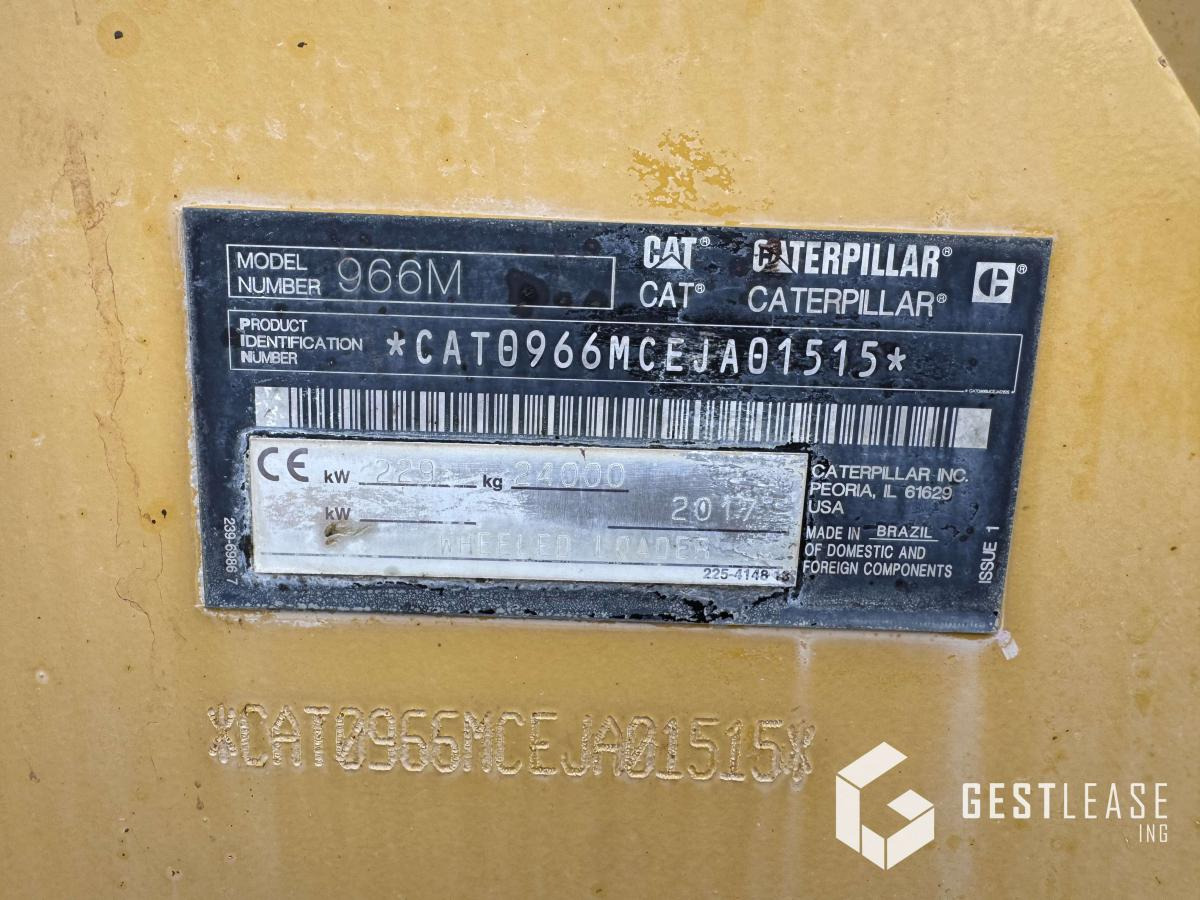 MODEL NUMBER 966M
CAT® CATERPILLAR®
CAT® CATERPILLAR®
C®
PRODUCT IDENTIFICATION NUMBER *CAT0966MCEJA01515*
CE kW 229 kg 24000
kW 2017
WHEELED LOADER
225-4148 13
CATERPILLAR INC.
PEORIA, IL 61629
USA
MADE IN BRAZIL
OF DOMESTIC AND
FOREIGN COMPONENTS
ISSUE 1
239-6986 7
*CAT0966MCEJA01515*
GESTLEASE
ING